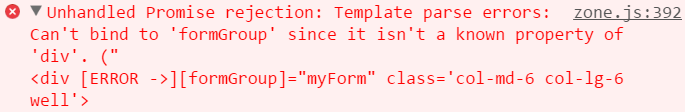 Unhandled Promise rejection: Template parse errors: zone.js:392
Can't bind to 'formGroup' since it isn't a known property of
'div'. ("
<div [ERROR ->][formGroup]="myForm" class='col-md-6 col-lg-6
well'>